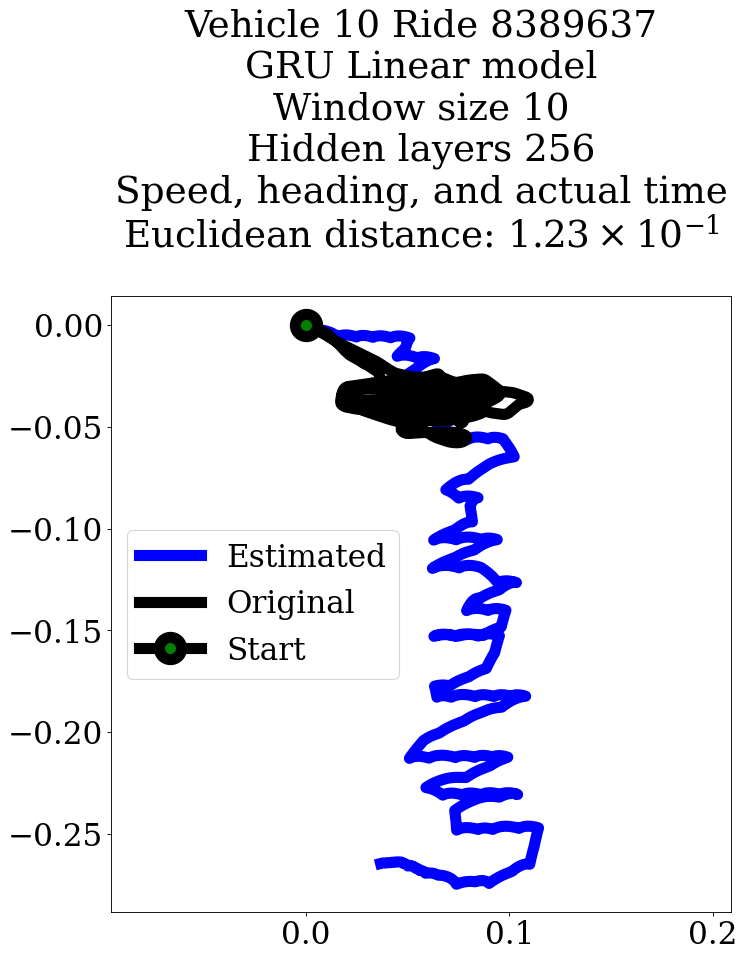 Vehicle 10 Ride 8389637
GRU Linear model
Window size 10
Hidden layers 256
Speed, heading, and actual time
Euclidean distance: 1.23 × 10⁻¹
0.00
−0.05
−0.10
−0.15
−0.20
−0.25
Estimated
Original
Start
0.0 0.1 0.2